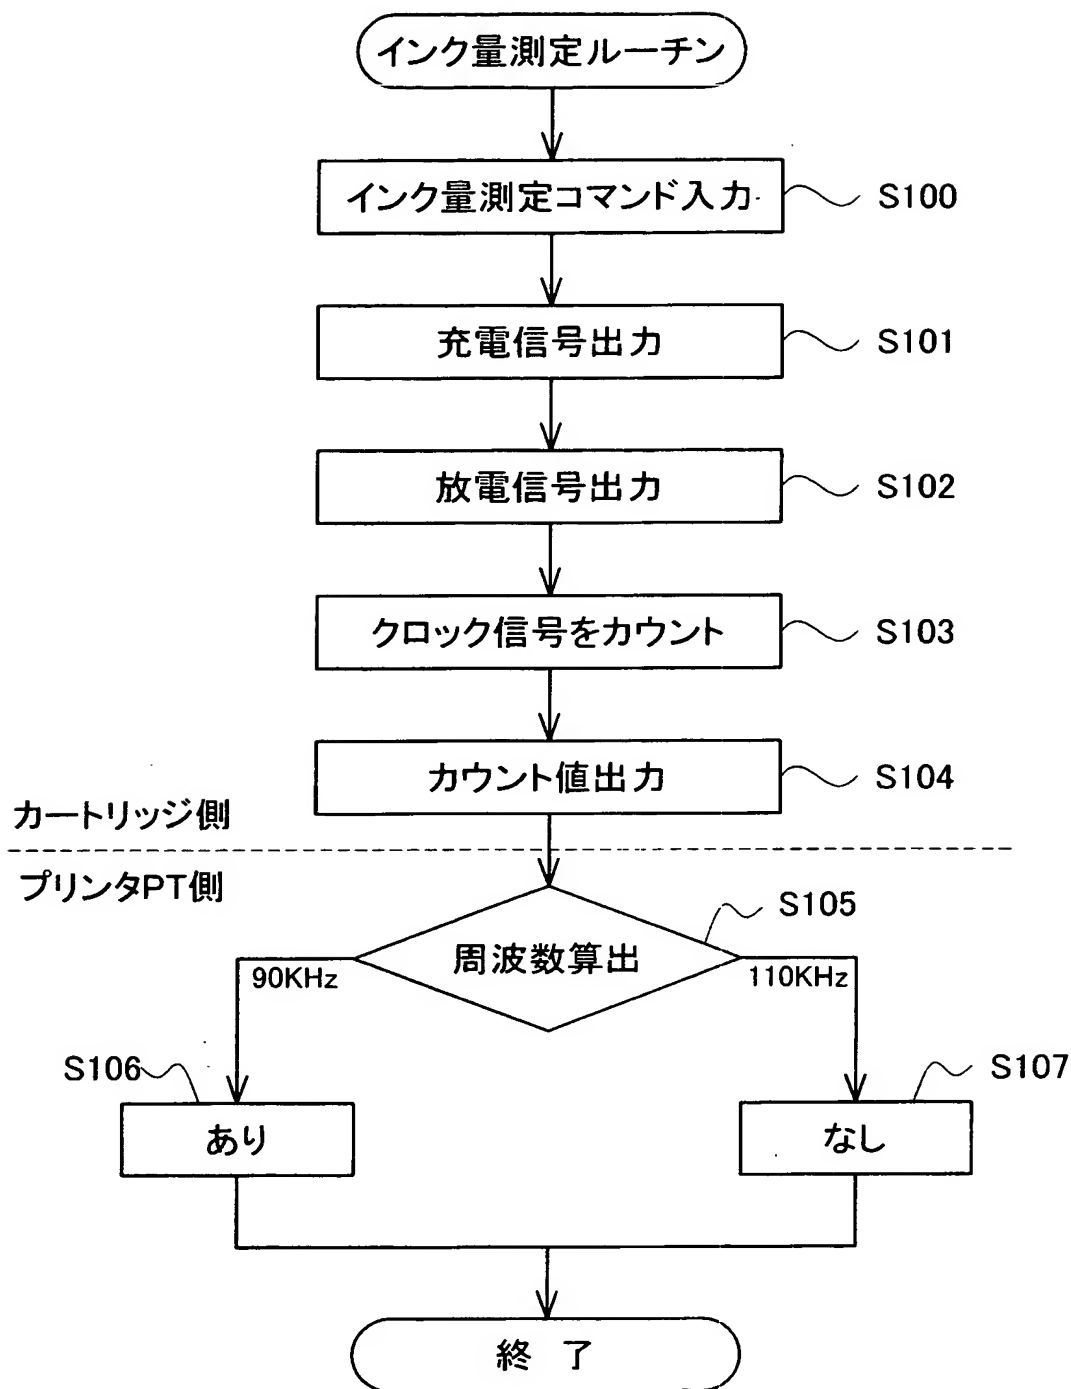 インク量測定ルーチン
インク量測定コマンド入力
S100
充電信号出力
S101
放電信号出力
S102
クロック信号をカウント
S103
カウント値出力
S104
カートリッジ側
プリンタPT側
S105
周波数算出
90KHz
110KHz
S106
S107
あり
なし
終 了